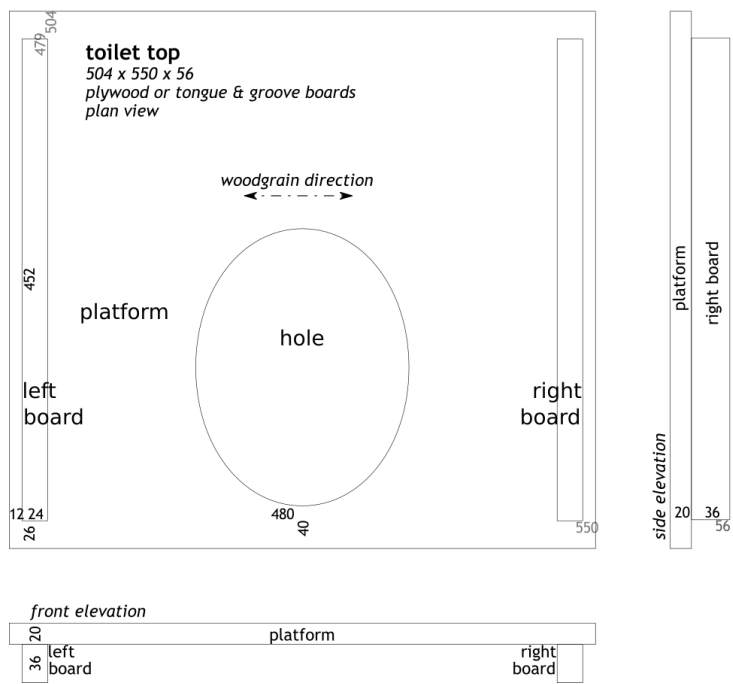 504
479
toilet top
504 x 550 x 56
plywood or tongue & groove boards
plan view
woodgrain direction
452
platform
hole
left
board
right
board
12 24
26
480
40
550
platform
right board
side elevation
20
36
56
front elevation
20
platform
36
left
board
right
board